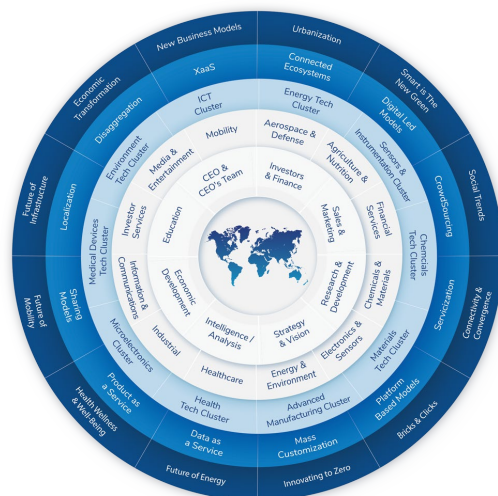 New Business Models
Urbanization
Smart is The
New Green
Social Trends
Connectivity &
Convergence
Bricks & Clicks
Innovating to Zero
Future of Energy
Health Wellness
& Well Being
Future of
Mobility
Future of
Infrastructure
Economic
Transformation
XaaS
Connected
Ecosystems
Digital Led
Models
CrowdSourcing
Servicization
Platform
Based Models
Mass
Customization
Data as
a Service
Product as
a Service
Sharing
Models
Localization
Disaggregation
ICT
Cluster
Energy Tech
Cluster
Sensors &
Instrumentation Cluster
Chemcials
Tech Cluster
Materials
Tech Cluster
Advanced
Manufacturing Cluster
Health
Tech Cluster
Microelectronics
Cluster
Medical Devices
Tech Cluster
Environment
Tech Cluster
Mobility
Aerospace &
Defense
Agriculture &
Nutrition
Financial
Services
Chemicals &
Materials
Electronics &
Sensors
Energy &
Environment
Healthcare
Industrial
Information &
Communications
Investor
Services
Media &
Entertainment
CEO &
CEO's Team
Investors
& Finance
Sales &
Marketing
Research &
Development
Strategy
& Vision
Intelligence /
Analysis
Economic
Development
Education